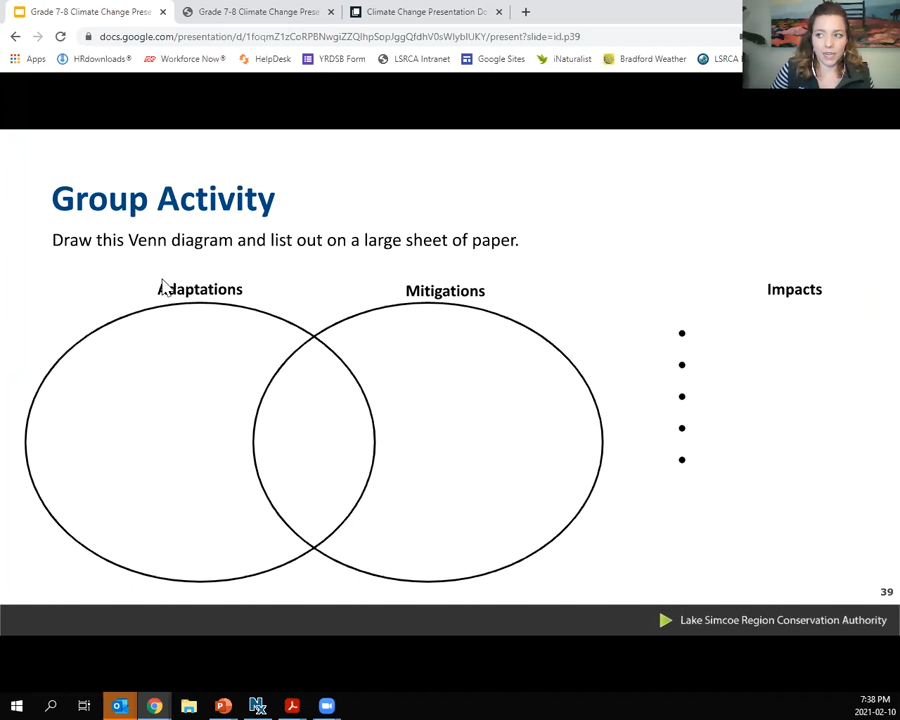 Grade 7-8 Climate Change Prese
Grade 7-8 Climate Change Prese
Climate Change Presentation Do
docs.google.com/presentation/d/1foqmZ1zCoRPBNwgiZZQlhpSopJggQfdhV0sWlyblUKY/present?slide=id.p39
Apps
HRdownloads®
Workforce Now®
HelpDesk
YRDSB Form
LSRCA Intranet
Google Sites
iNaturalist
Bradford Weather
LSRCA
Group Activity
Draw this Venn diagram and list out on a large sheet of paper.
Adaptations
Mitigations
Impacts
39
Lake Simcoe Region Conservation Authority
7:38 PM
2021-02-10